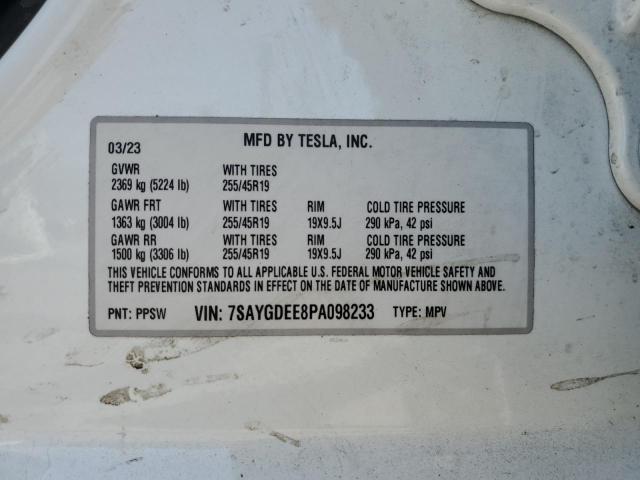 03/23 MFD BY TESLA, INC.
GVWR WITH TIRES
2369 kg (5224 lb) 255/45R19
GAWR FRT WITH TIRES RIM COLD TIRE PRESSURE
1363 kg (3004 lb) 255/45R19 19X9.5J 290 kPa, 42 psi
GAWR RR WITH TIRES RIM COLD TIRE PRESSURE
1500 kg (3306 lb) 255/45R19 19X9.5J 290 kPa, 42 psi
THIS VEHICLE CONFORMS TO ALL APPLICABLE U.S. FEDERAL MOTOR VEHICLE SAFETY AND
THEFT PREVENTION STANDARDS IN EFFECT ON THE DATE OF MANUFACTURE SHOWN ABOVE.
PNT: PPSW VIN: 7SAYGDEE8PA098233 TYPE: MPV